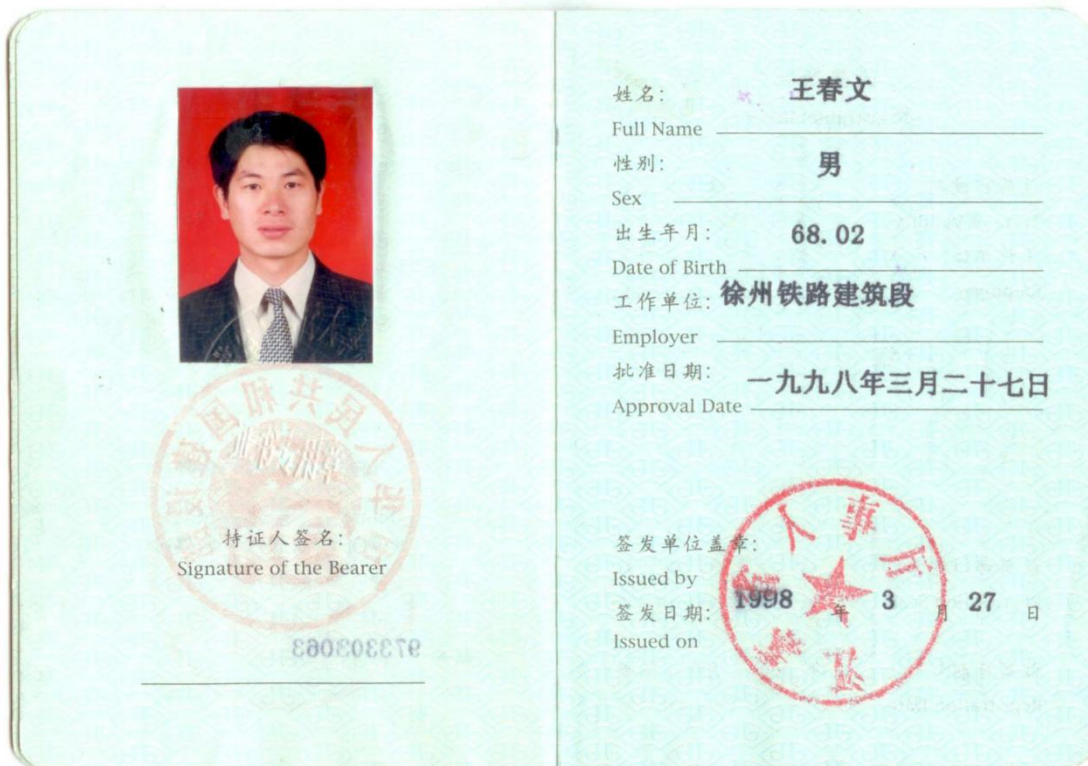 持证人签名:
Signature of the Bearer
973303063
姓名: 王春文
Full Name
性别: 男
Sex
出生年月: 68.02
Date of Birth
工作单位: 徐州铁路建筑段
Employer
批准日期: 一九九八年三月二十七日
Approval Date
签发单位盖章:
Issued by
签发日期: 1998 年 3 月 27 日
Issued on